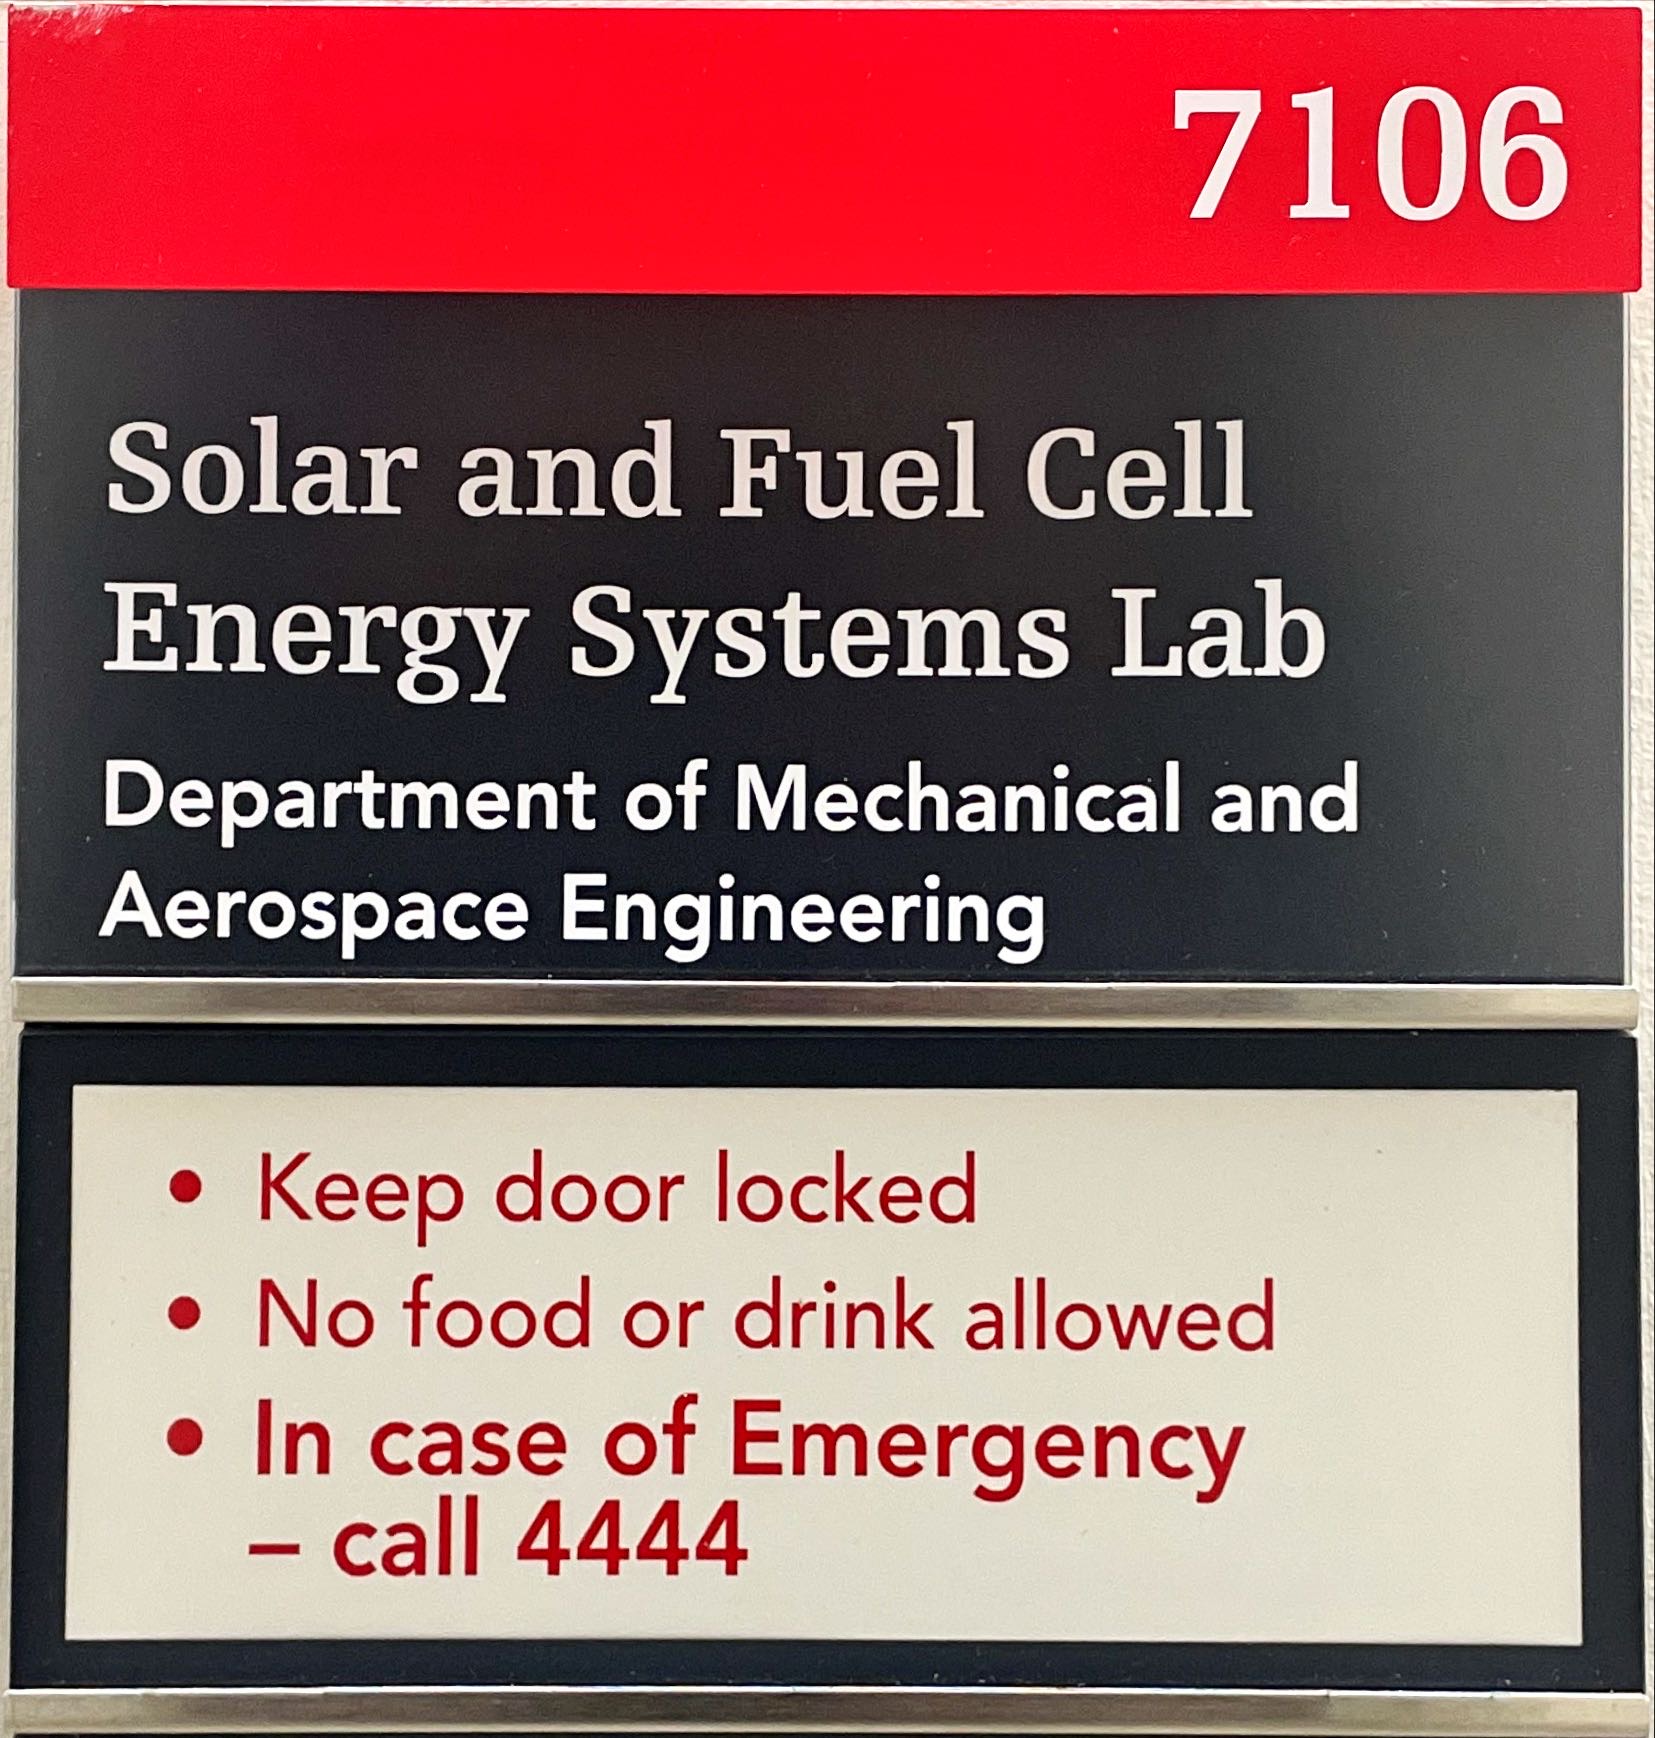 7106
Solar and Fuel Cell
Energy Systems Lab
Department of Mechanical and
Aerospace Engineering
• Keep door locked
• No food or drink allowed
• In case of Emergency
– call 4444